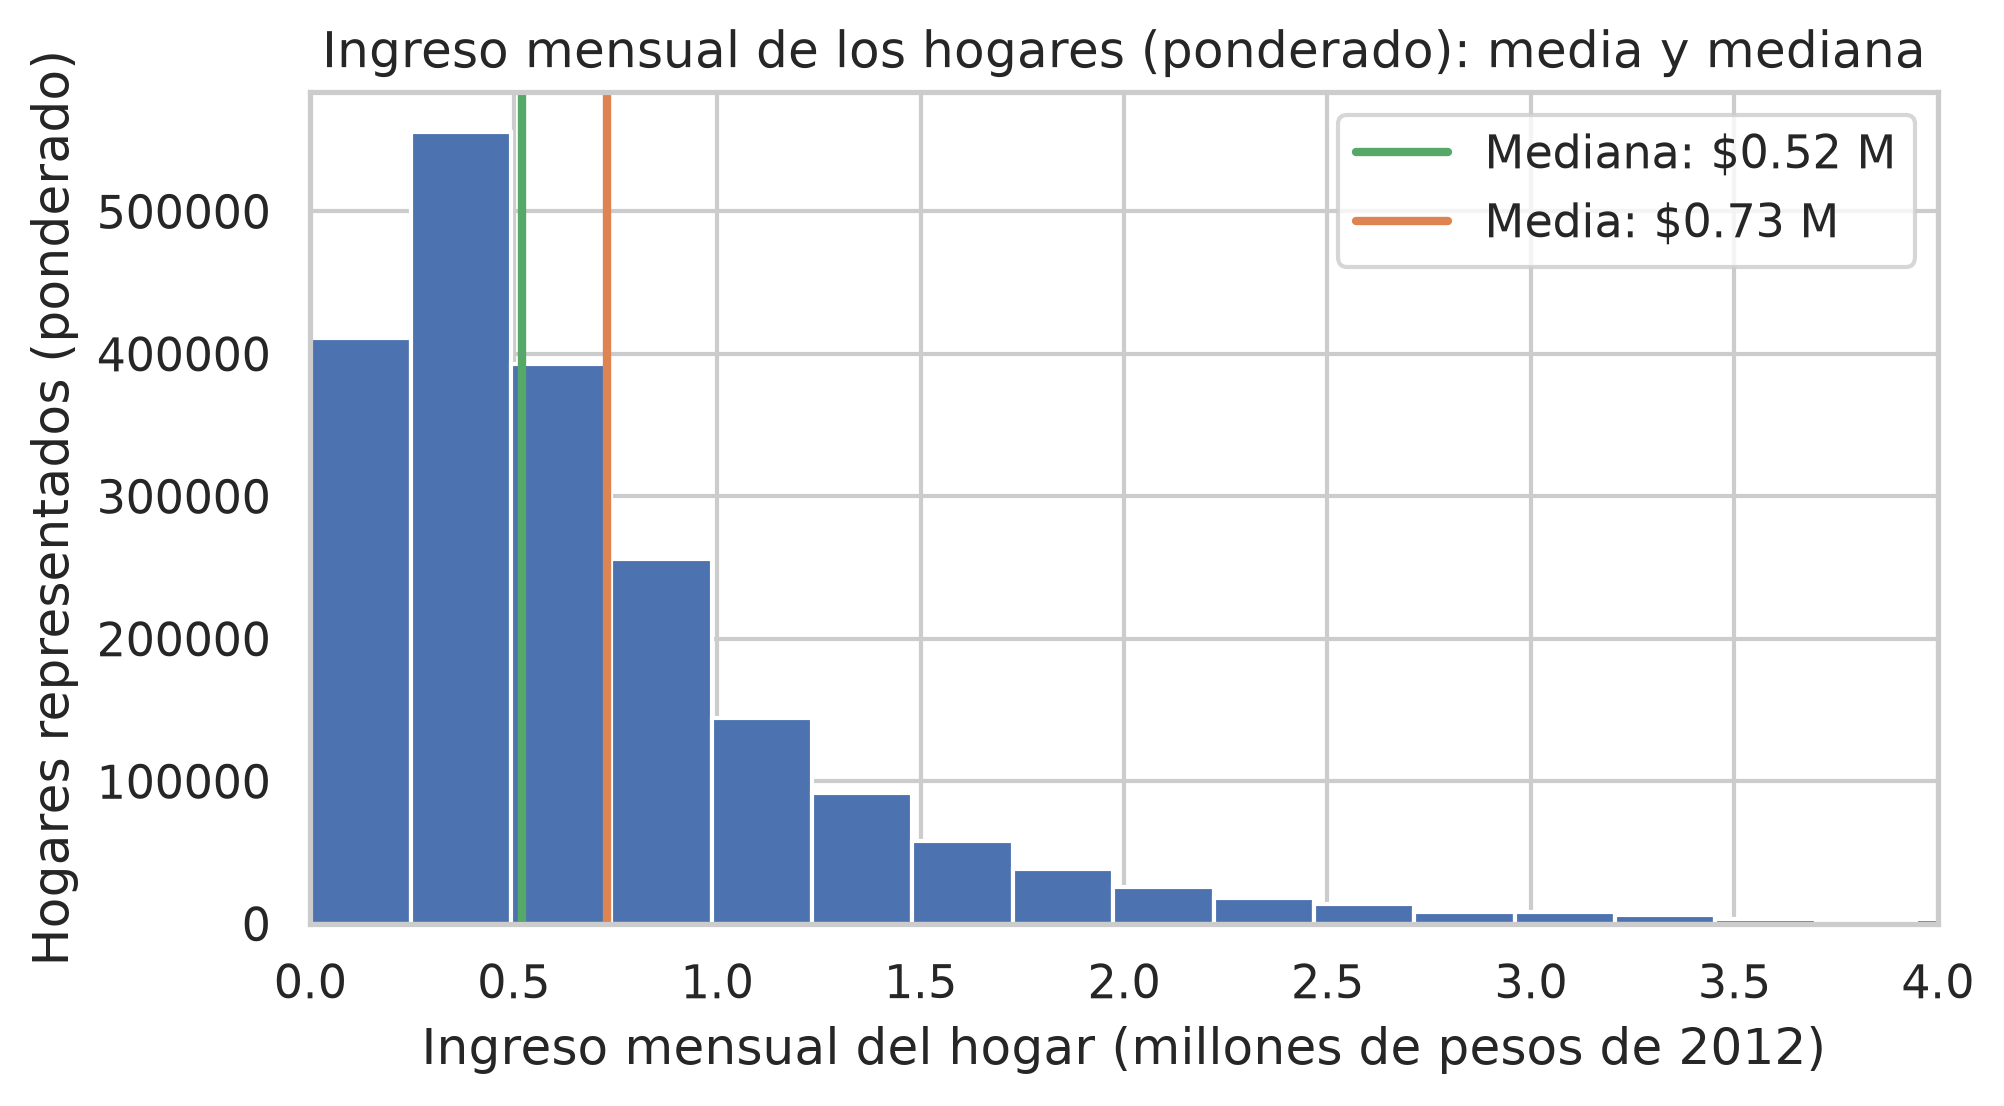 Ingreso mensual de los hogares (ponderado): media y mediana
Mediana: $0.52 M
Media: $0.73 M
Hogares representados (ponderado)
500000
400000
300000
200000
100000
0
0.0 0.5 1.0 1.5 2.0 2.5 3.0 3.5 4.0
Ingreso mensual del hogar (millones de pesos de 2012)